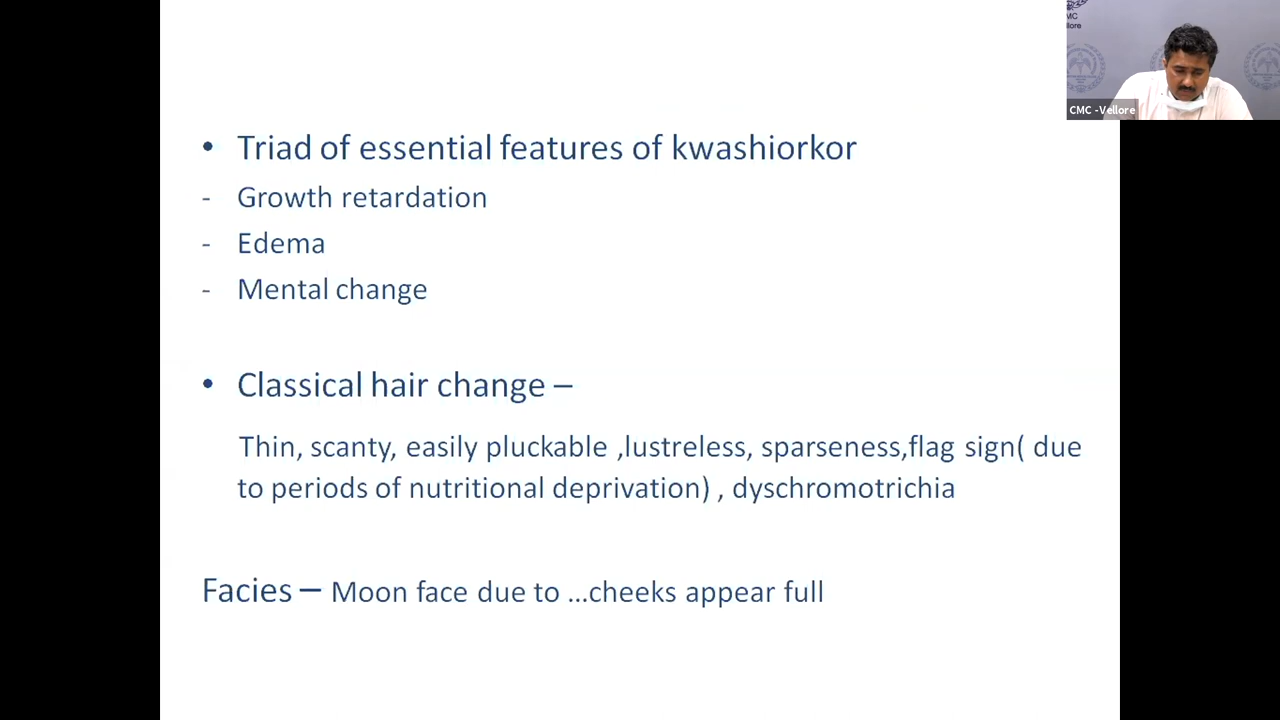 MC
llore
CMC -Vellore
• Triad of essential features of kwashiorkor
- Growth retardation
- Edema
- Mental change
• Classical hair change –
Thin, scanty, easily pluckable ,lustreless, sparseness,flag sign( due
to periods of nutritional deprivation) , dyschromotrichia
Facies – Moon face due to ...cheeks appear full